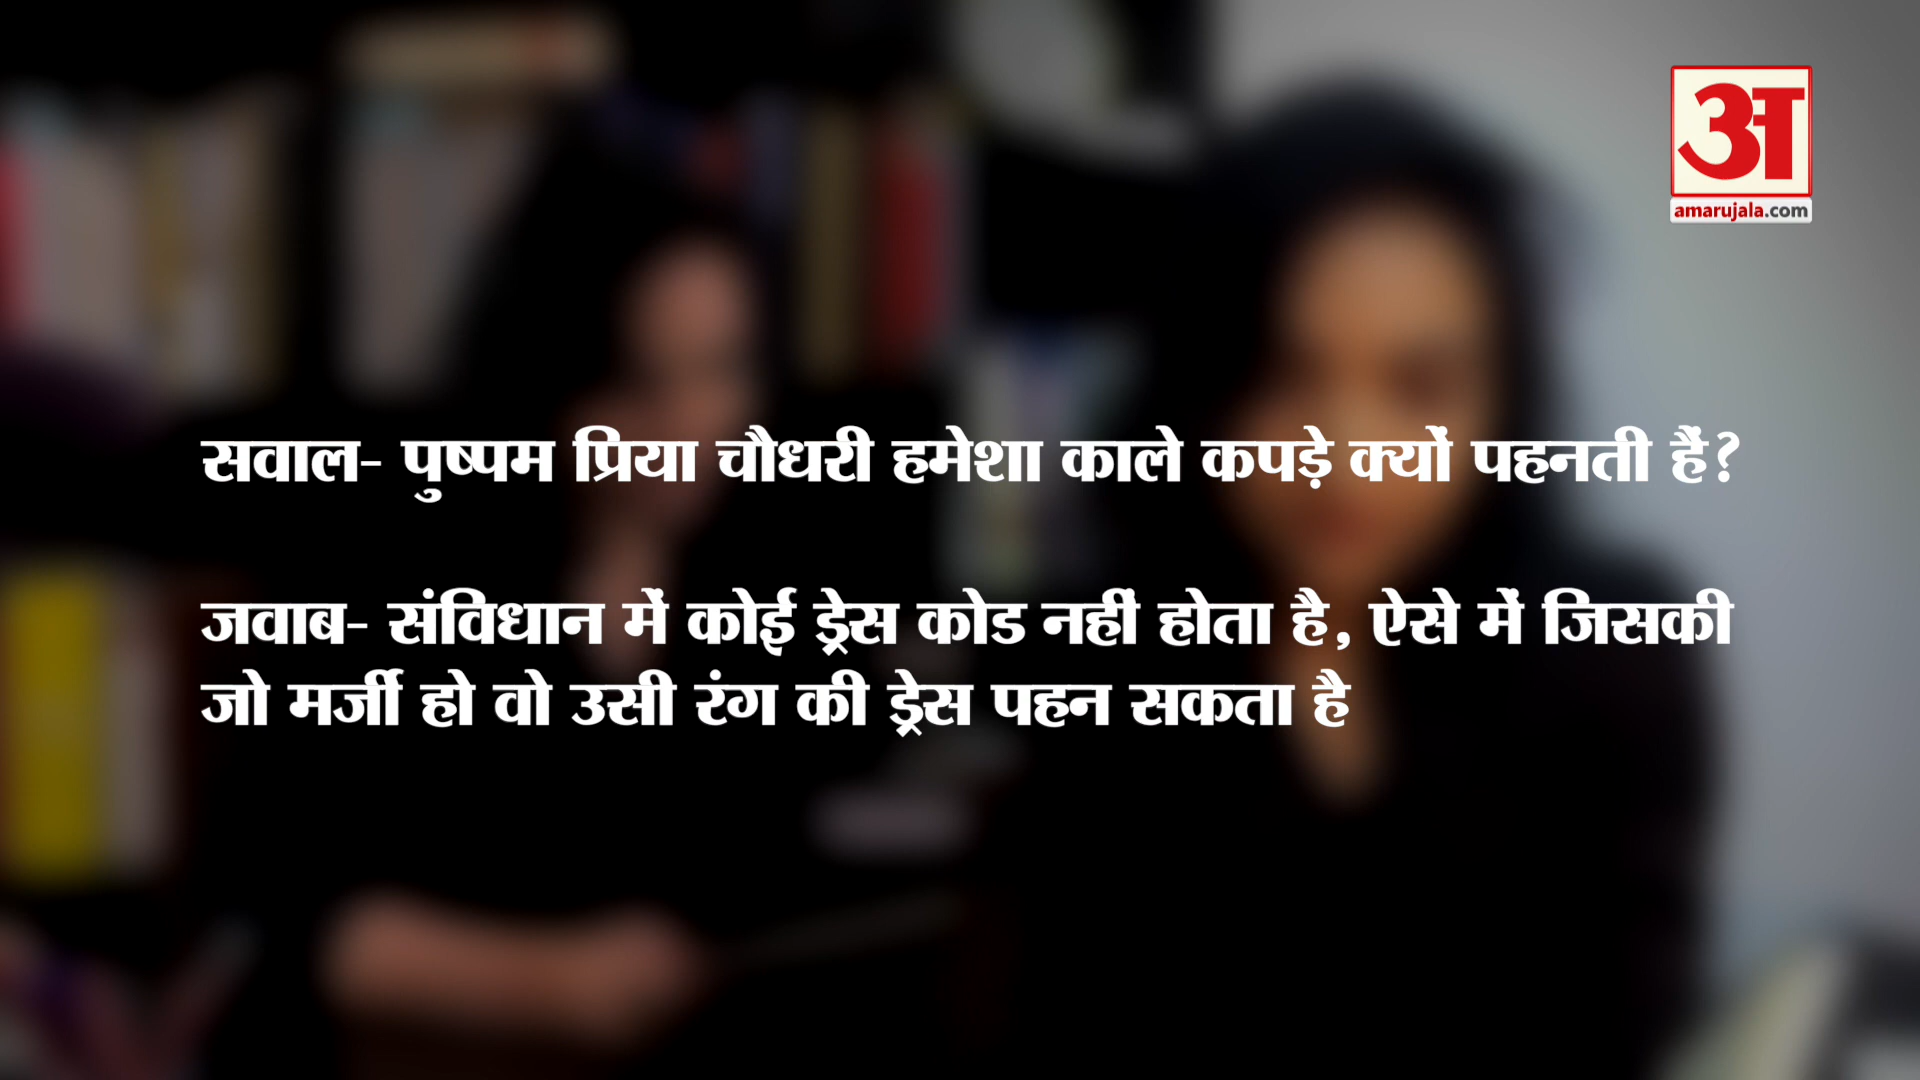 अ
amarujala.com
सवाल- पुष्पम प्रिया चौधरी हमेशा काले कपड़े क्यों पहनती हैं?
जवाब- संविधान में कोई ड्रेस कोड नहीं होता है, ऐसे में जिसकी
जो मर्जी हो वो उसी रंग की ड्रेस पहन सकता है